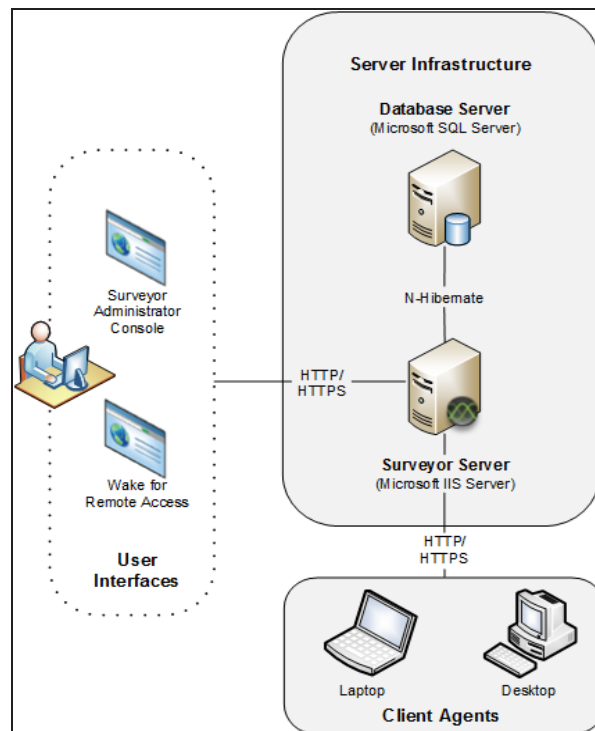 Server Infrastructure
Database Server
(Microsoft SQL Server)
N-Hibernate
Surveyor
Administrator
Console
HTTP/
HTTPS
Wake for
Remote Access
User
Interfaces
Surveyor Server
(Microsoft IIS Server)
HTTP/
HTTPS
Laptop
Desktop
Client Agents